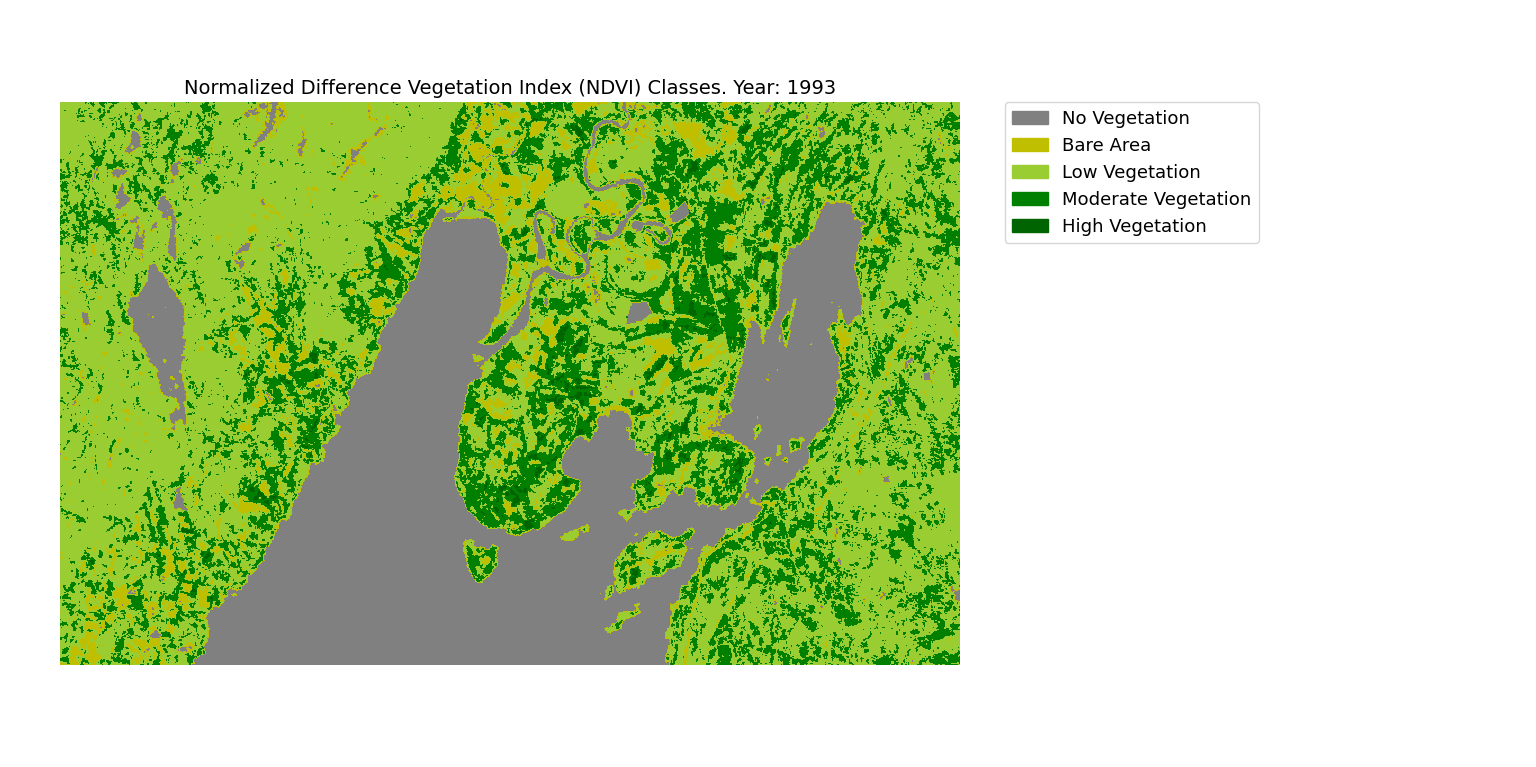 Normalized Difference Vegetation Index (NDVI) Classes. Year: 1993
No Vegetation
Bare Area
Low Vegetation
Moderate Vegetation
High Vegetation